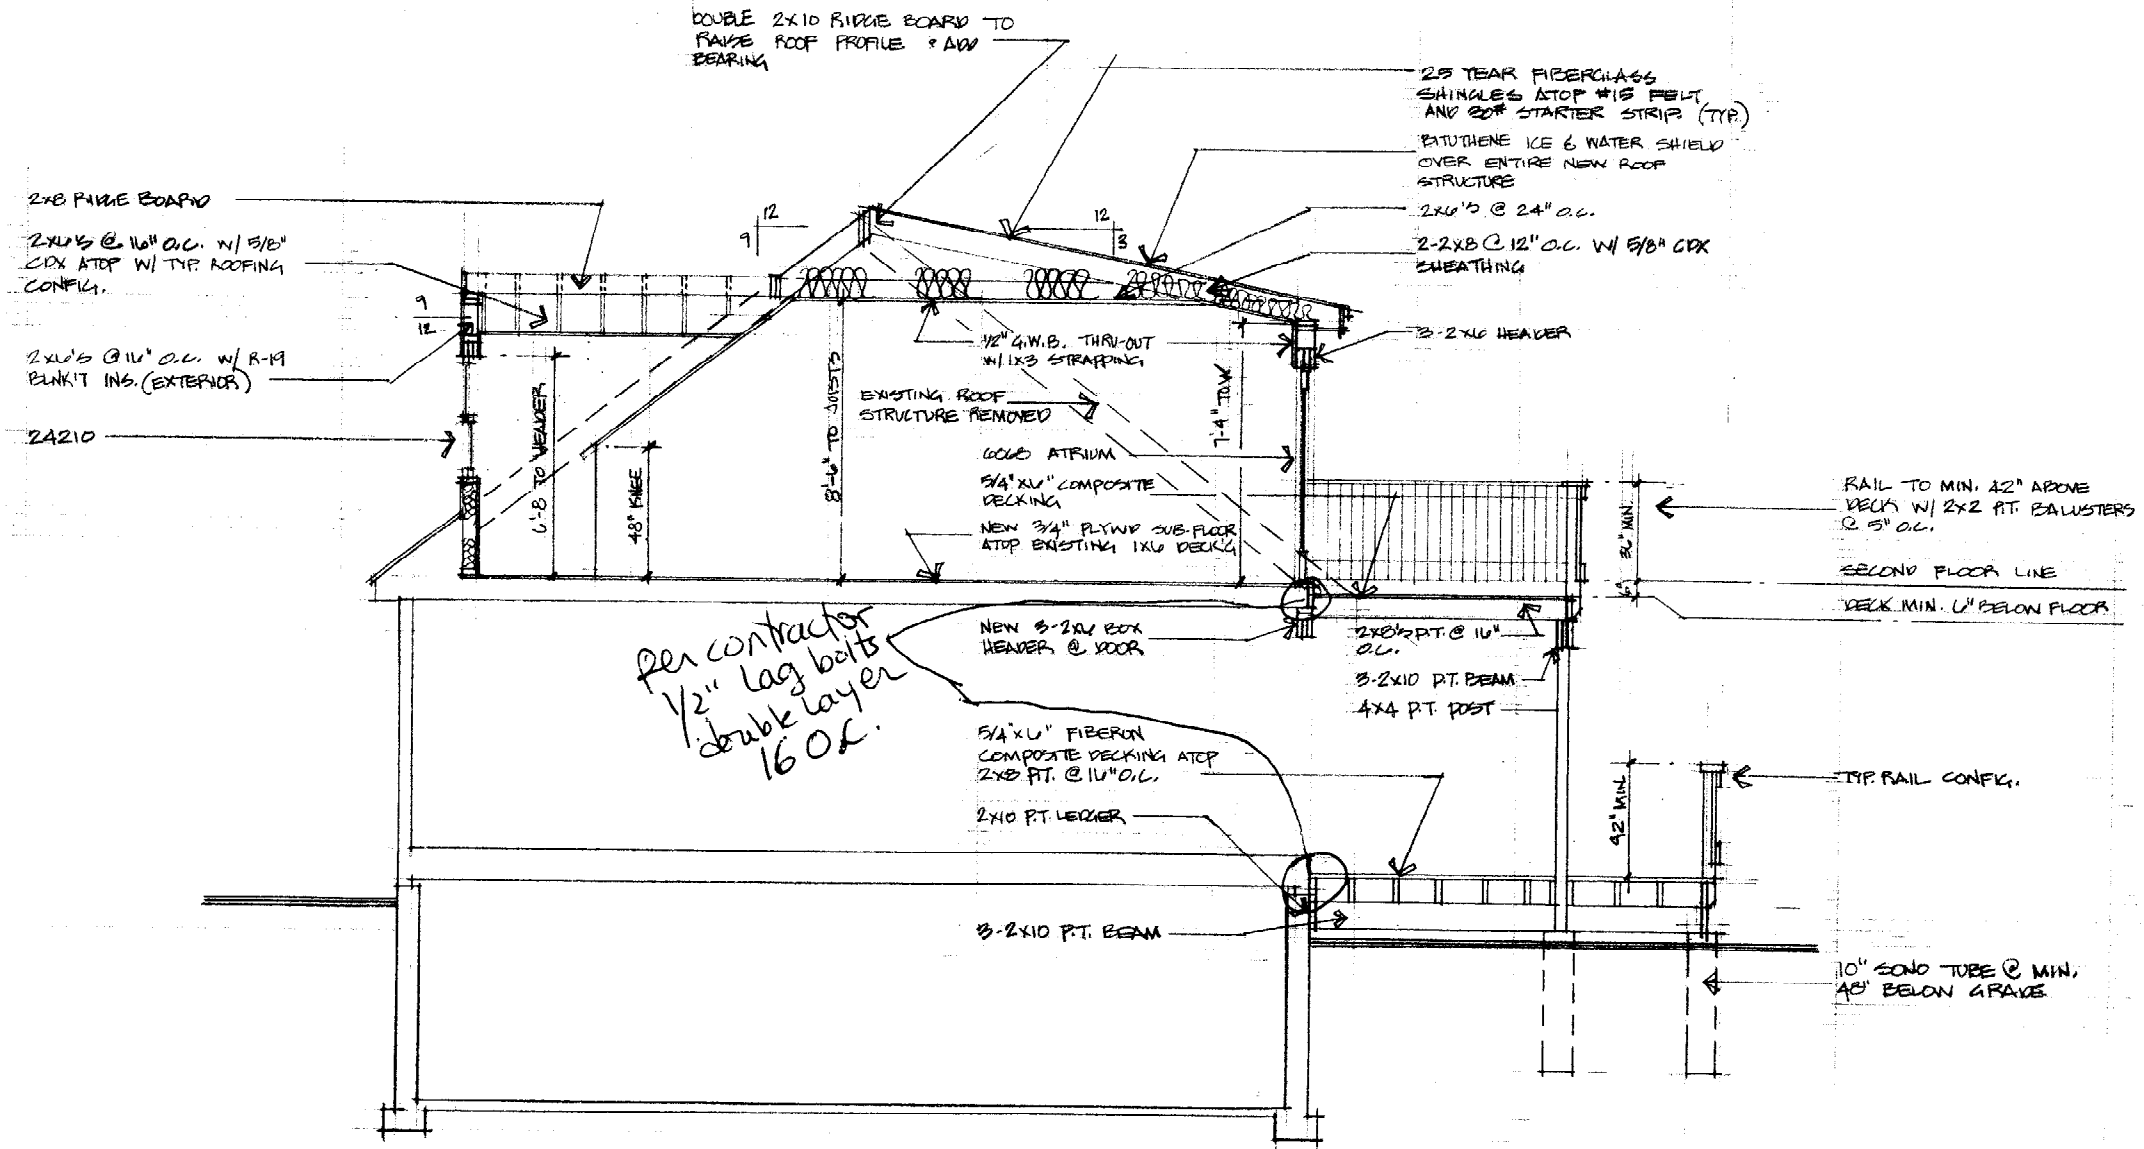 DOUBLE 2X10 RIDGE BOARD TO
RAISE ROOF PROFILE & ADD
BEARING
25 YEAR FIBERGLASS
SHINGLES ATOP #15 FELT
AND 30# STARTER STRIP. (TYP.)
BITUTHENE ICE & WATER SHIELD
OVER ENTIRE NEW ROOF
STRUCTURE
2X6'S @ 24" O.C.
2-2X8 @ 12" O.C. W/ 5/8" CDX
SHEATHING
3-2X6 HEADER
2X8 RIDGE BOARD
2X6'S @ 16" O.C. W/ 5/8"
CDX ATOP W/ TYP. ROOFING
CONFIG.
2X6'S @ 16" O.C. W/ R-19
BLNK'T INS. (EXTERIOR)
24210
9
12
12
9
12
3
1/2" G.W.B. THRU-OUT
W/ 1X3 STRAPPING
EXISTING ROOF
STRUCTURE REMOVED
6068 ATRIUM
5/4"X6" COMPOSITE
DECKING
NEW 3/4" PLYWD SUB-FLOOR
ATOP EXISTING 1X6 DECK'G
6'-8 TO HEADER
48" KNEE
8'-6" TO JOISTS
7'-4" T.O.W.
36" MIN
6"
RAIL TO MIN. 42" ABOVE
DECK W/ 2X2 P.T. BALUSTERS
@ 5" O.C.
SECOND FLOOR LINE
DECK MIN. 6" BELOW FLOOR
NEW 3-2X6 BOX
HEADER @ DOOR
2X8'S P.T. @ 16"
O.C.
3-2X10 P.T. BEAM
4X4 P.T. POST
per contractor
1/2" Lag bolts
double layer
16 O.C.
5/4"X6" FIBERON
COMPOSITE DECKING ATOP
2X8 P.T. @ 16" O.C.
2X10 P.T. LEDGER
3-2X10 P.T. BEAM
42" MIN.
TYP. RAIL CONFIG.
10" SONO TUBE @ MIN.
48" BELOW GRADE